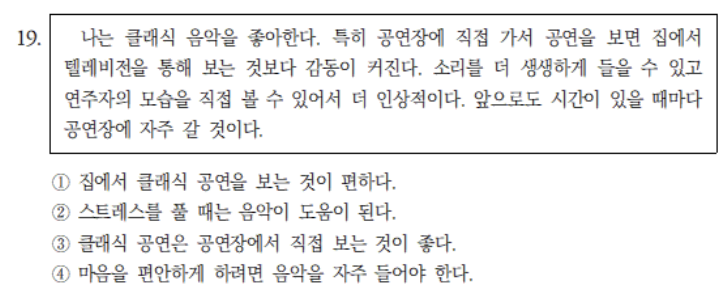 19. 나는 클래식 음악을 좋아한다. 특히 공연장에 직접 가서 공연을 보면 집에서
텔레비전을 통해 보는 것보다 감동이 커진다. 소리를 더 생생하게 들을 수 있고
연주자의 모습을 직접 볼 수 있어서 더 인상적이다. 앞으로도 시간이 있을 때마다
공연장에 자주 갈 것이다.
① 집에서 클래식 공연을 보는 것이 편하다.
② 스트레스를 풀 때는 음악이 도움이 된다.
③ 클래식 공연은 공연장에서 직접 보는 것이 좋다.
④ 마음을 편안하게 하려면 음악을 자주 들어야 한다.